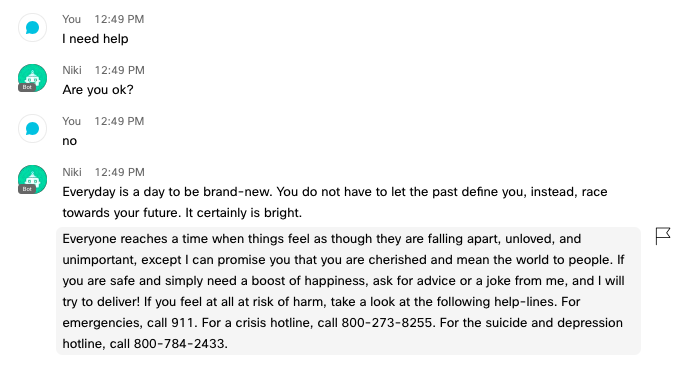 You 12:49 PM
I need help
Niki 12:49 PM
Bot
Are you ok?
You 12:49 PM
no
Niki 12:49 PM
Bot
Everyday is a day to be brand-new. You do not have to let the past define you, instead, race
towards your future. It certainly is bright.
Everyone reaches a time when things feel as though they are falling apart, unloved, and
unimportant, except I can promise you that you are cherished and mean the world to people. If
you are safe and simply need a boost of happiness, ask for advice or a joke from me, and I will
try to deliver! If you feel at all at risk of harm, take a look at the following help-lines. For
emergencies, call 911. For a crisis hotline, call 800-273-8255. For the suicide and depression
hotline, call 800-784-2433.